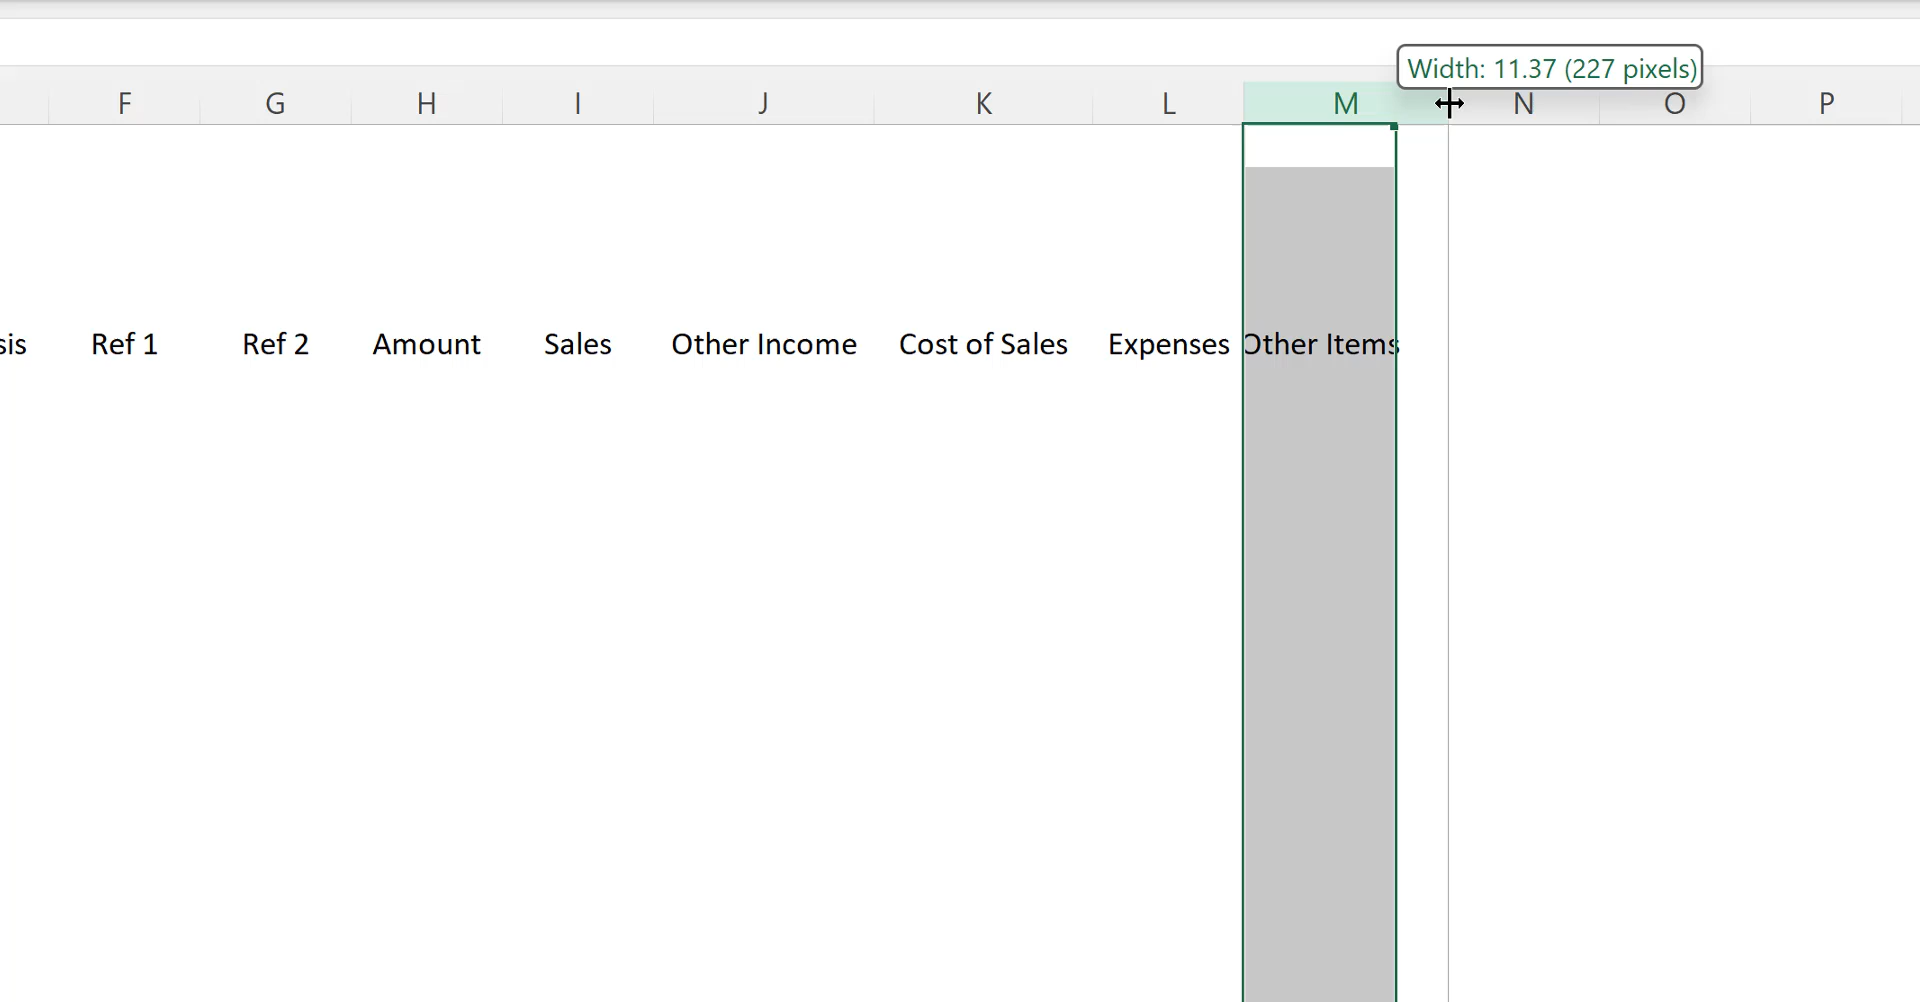 Width: 11.37 (227 pixels)
F G H I J K L M N O P
sis Ref 1 Ref 2 Amount Sales Other Income Cost of Sales Expenses Other Items